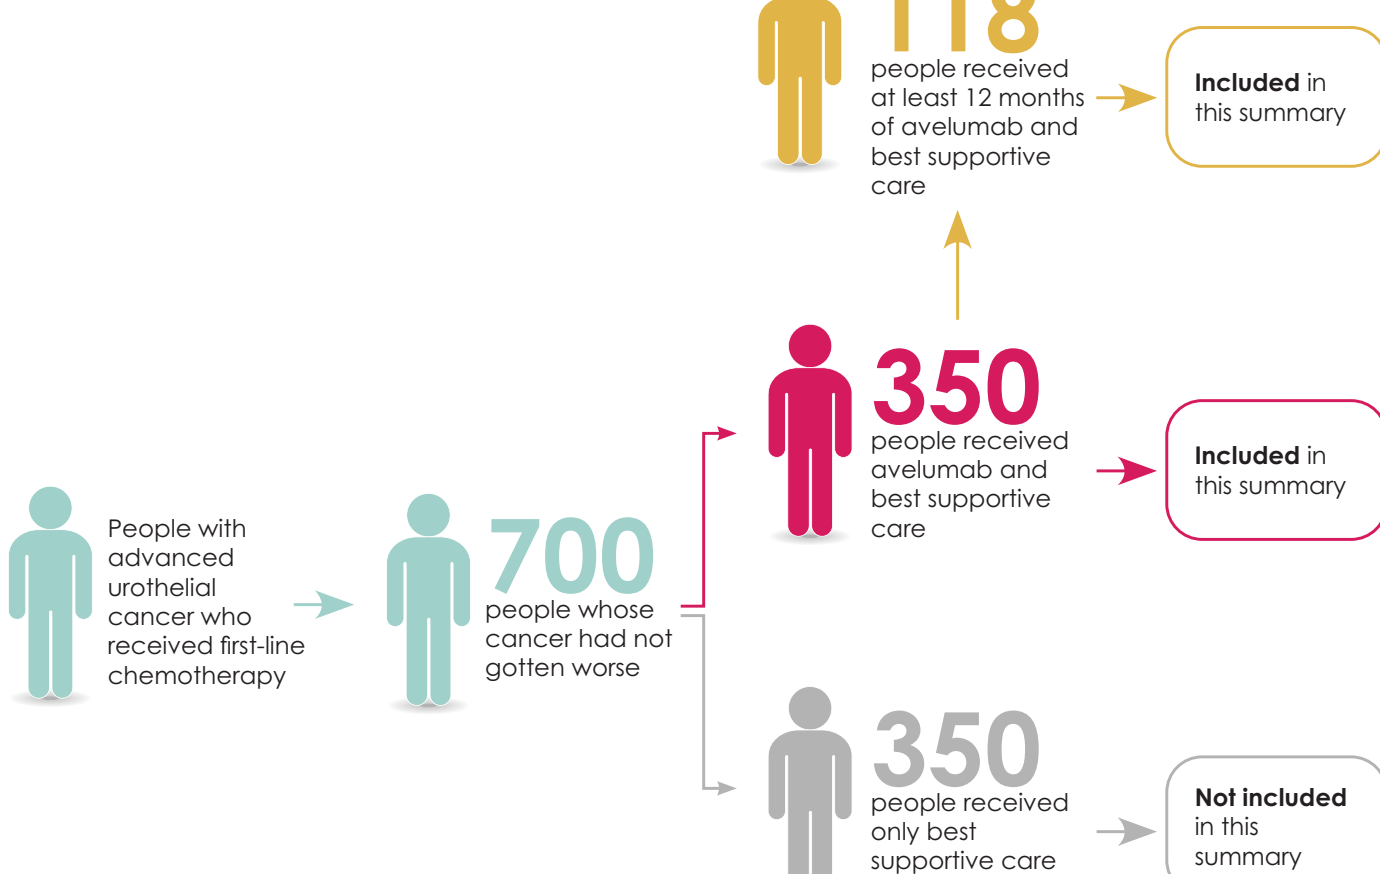 118
people received
at least 12 months
of avelumab and
best supportive
care
Included in
this summary
350
people received
avelumab and
best supportive
care
Included in
this summary
People with
advanced
urothelial
cancer who
received first-line
chemotherapy
700
people whose
cancer had not
gotten worse
350
people received
only best
supportive care
Not included
in this
summary